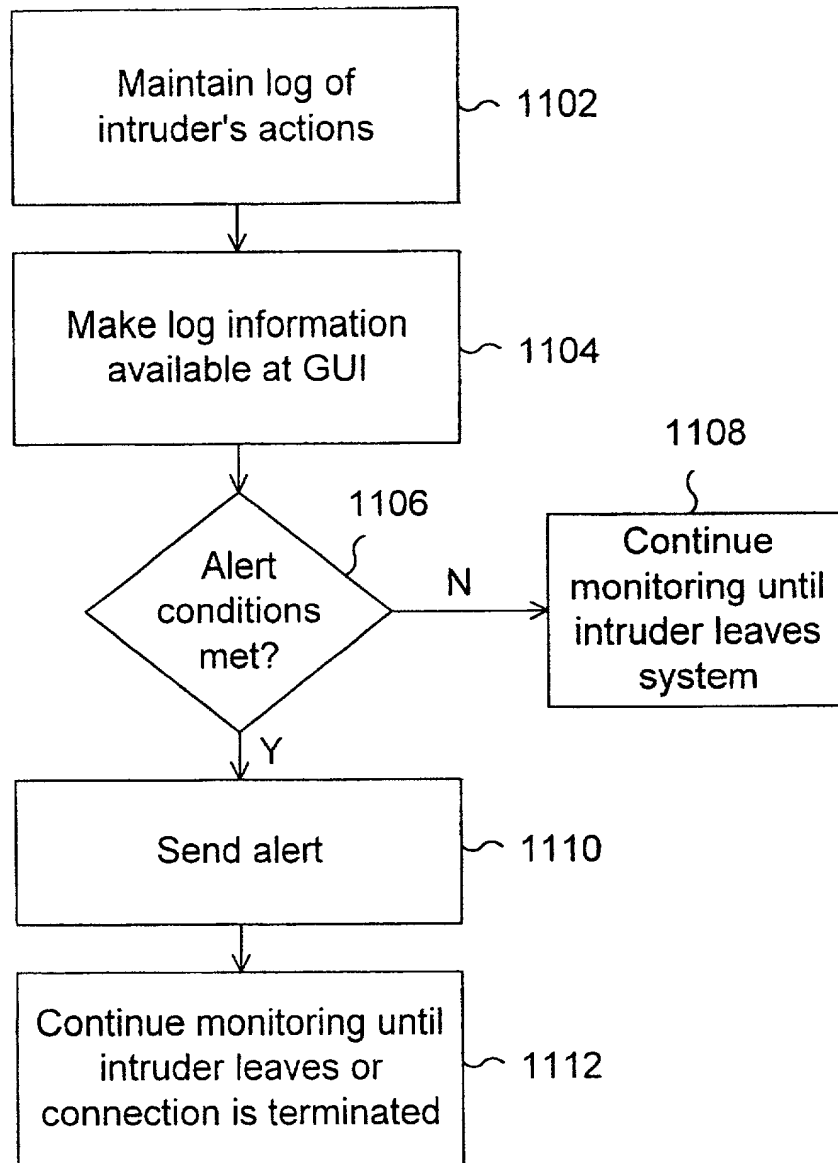 Maintain log of
intruder's actions
1102
Make log information
available at GUI
1104
1106
Alert
conditions
met?
N
1108
Continue
monitoring until
intruder leaves
system
Y
Send alert
1110
Continue monitoring until
intruder leaves or
connection is terminated
1112